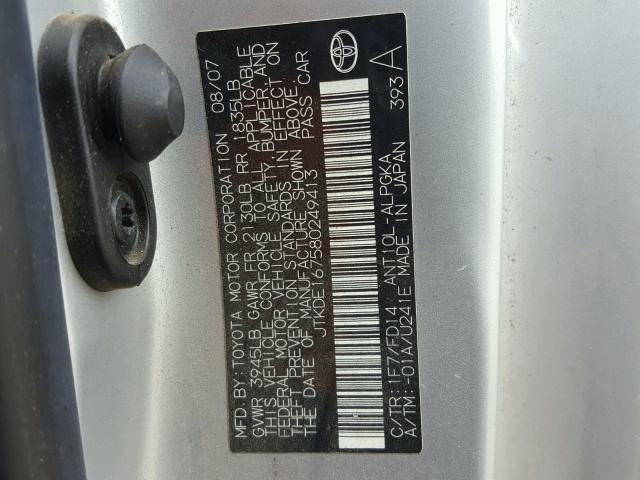 MFD. BY: TOYOTA MOTOR CORPORATION 08/07
GVWR 3945LB GAWR FR 2130LB RR 1835LB
THIS VEHICLE CONFORMS TO ALL APPLICABLE
FEDERAL MOTOR VEHICLE SAFETY, BUMPER, AND
THEFT PREVENTION STANDARDS IN EFFECT ON
THE DATE OF MANUFACTURE SHOWN ABOVE.
JTKDE167580249413 PASS. CAR
C/TR: 1F7/FD14 ANT10L-ALPGKA
A/TM: -01A/U241E MADE IN JAPAN 393 A